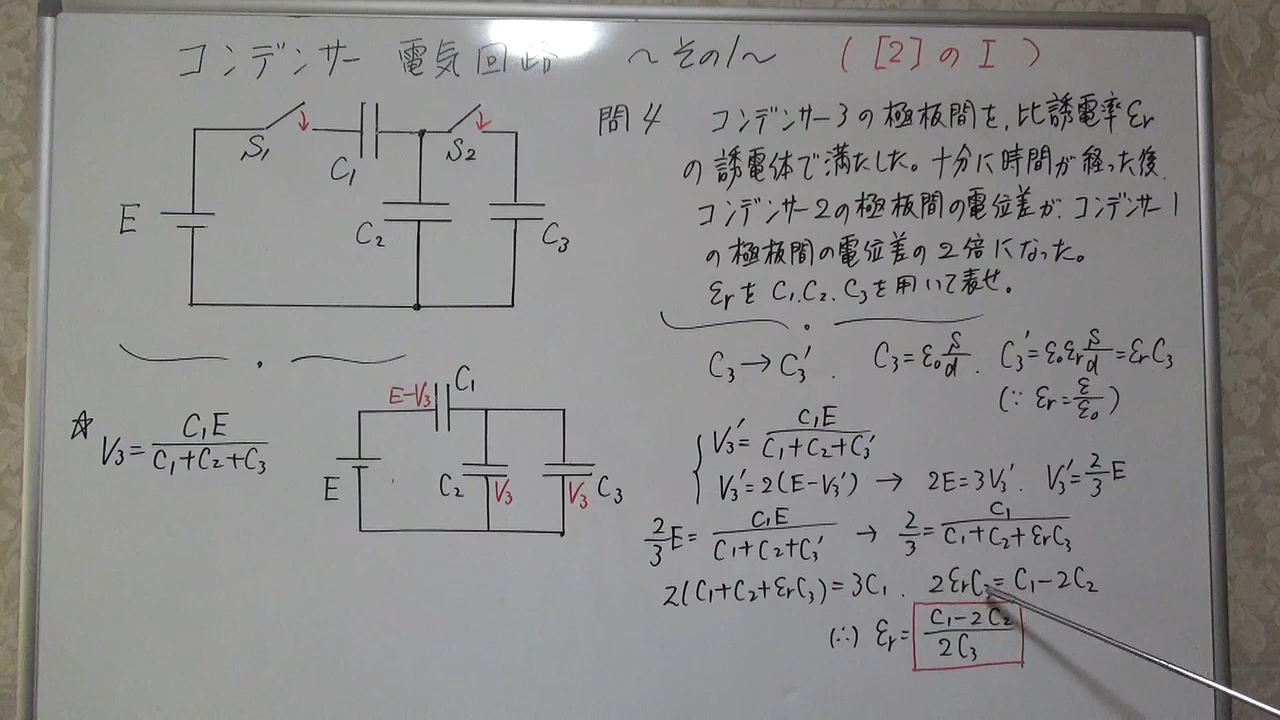 コンデンサー 電気回路 ～その1～ ([2]のI)
S₁
C₁
S₂
E
C₂
C₃
問4 コンデンサー3の極板間を、比誘電率εr
の誘電体で満たした。十分に時間が経った後、
コンデンサー2の極板間の電位差が、コンデンサー1
の極板間の電位差の2倍になった。
εrをC₁、C₂、C₃を用いて表せ。
☆ V₃ = C₁E / (C₁+C₂+C₃)
E-V₃
C₁
E
C₂
V₃
V₃
C₃
C₃→C₃′. C₃=ε₀S/d. C₃′=ε₀εrS/d=εrC₃
(∵ εr=ε/ε₀)
V₃′= C₁E / (C₁+C₂+C₃′)
V₃′=2(E-V₃′) → 2E=3V₃′. V₃′=2/3 E
2/3 E= C₁E / (C₁+C₂+C₃′) → 2/3 = C₁ / (C₁+C₂+εrC₃)
2(C₁+C₂+εrC₃)=3C₁. 2εrC₃=C₁-2C₂
(∴) εr= (C₁-2C₂) / 2C₃